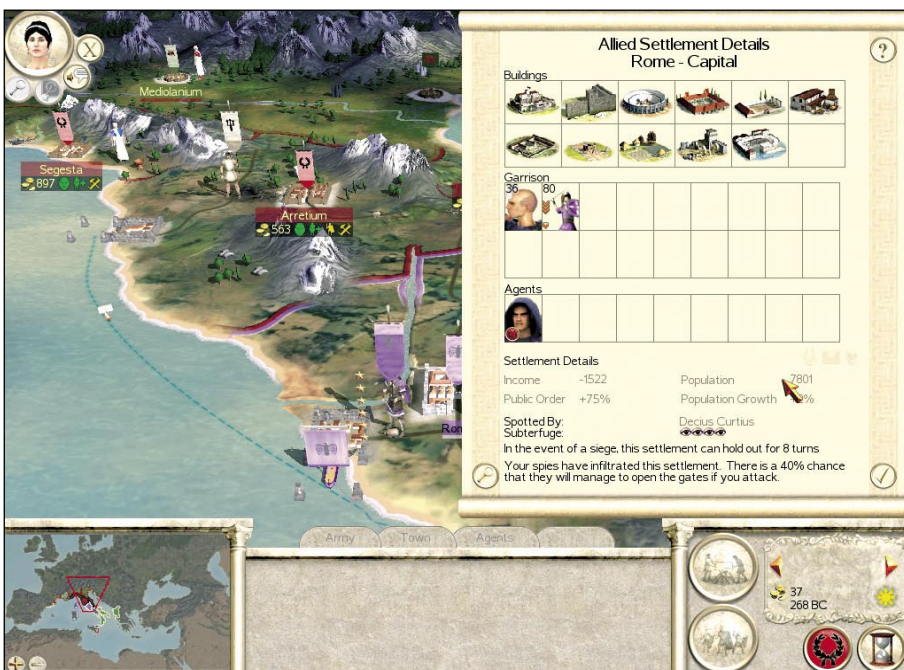 Allied Settlement Details
Rome - Capital
?
Buildings
X
Mediolanum
Garrison
36 80
Segesta
897
Arretium
563
Agents
Settlement Details
Income -1522 Population 7801
Public Order +75% Population Growth
Spotted By: Decius Curtius
Subterfuge:
In the event of a siege, this settlement can hold out for 8 turns
Your spies have infiltrated this settlement. There is a 40% chance
that they will manage to open the gates if you attack.
Army Town Agents
37
268 BC